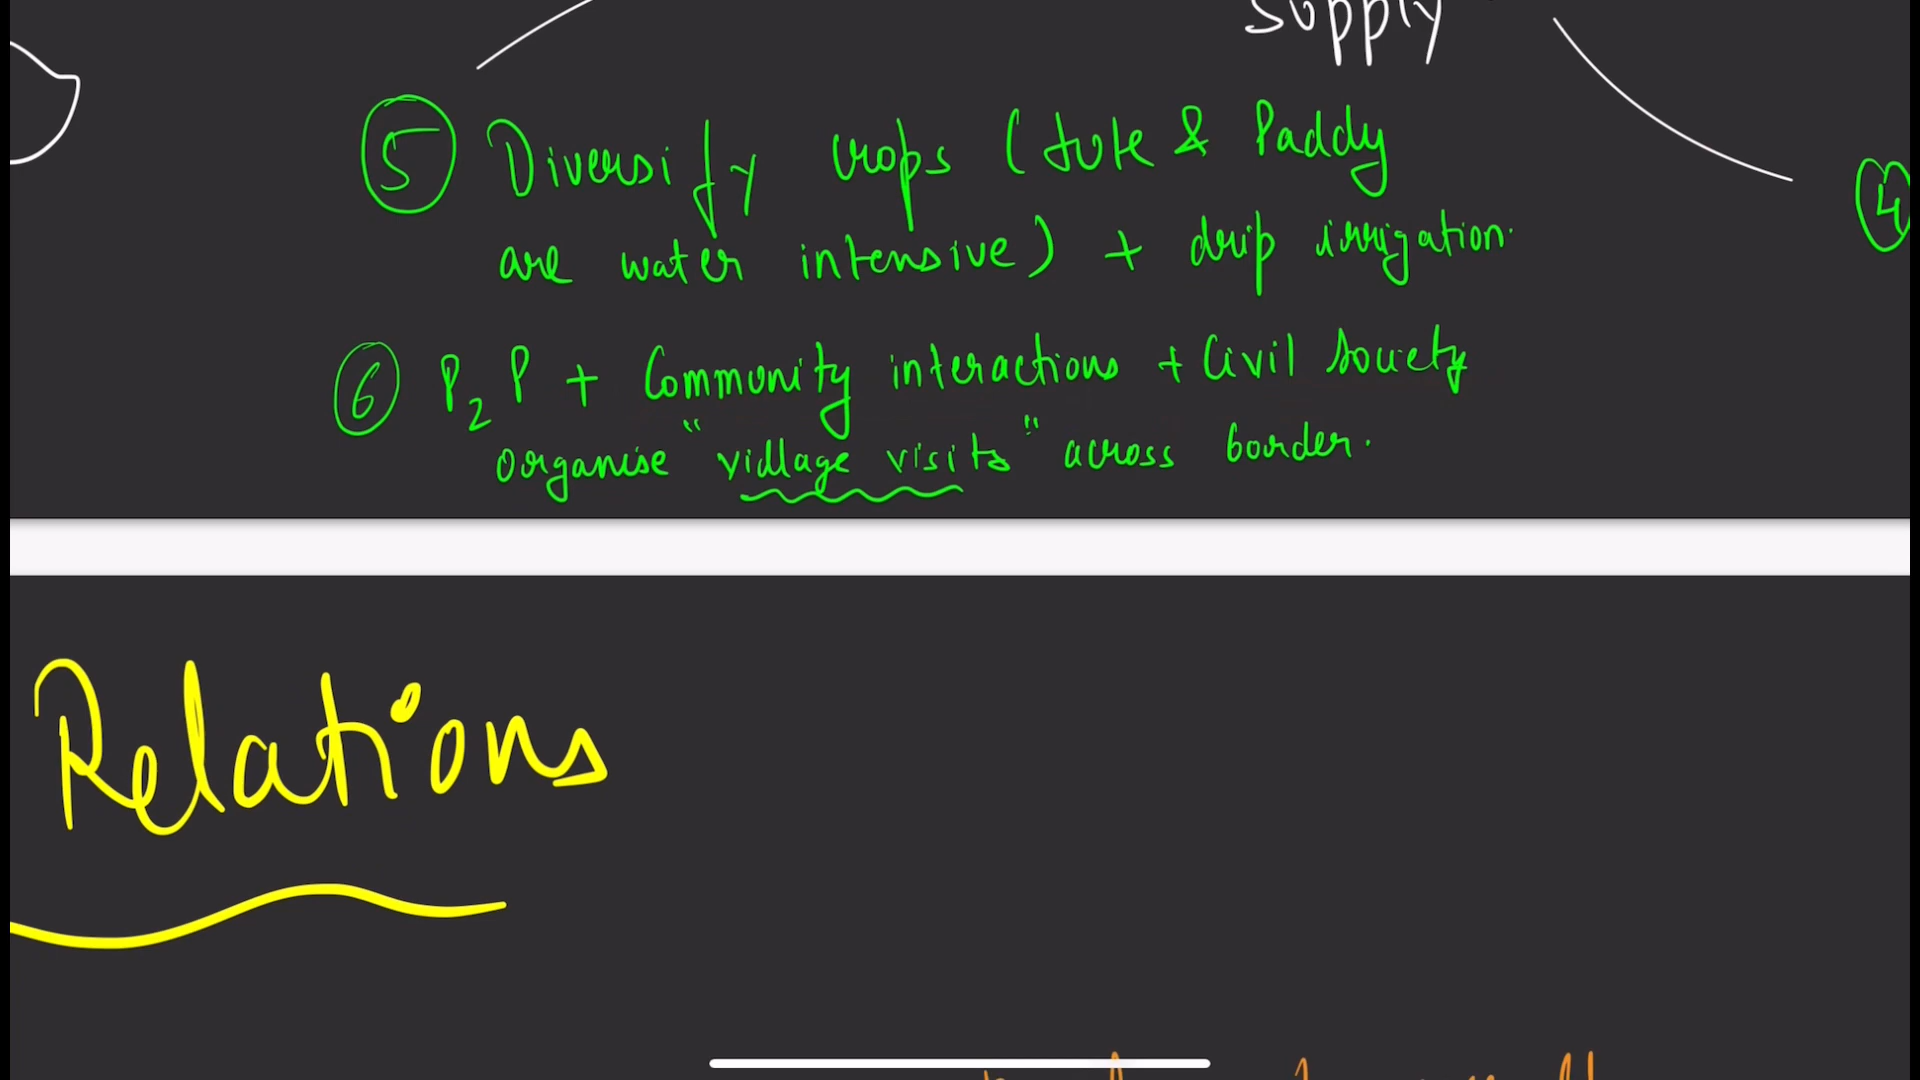 supply
⑤ Diversify crops (Jute & Paddy
are water intensive) + drip irrigation.
④
⑥ P2P + Community interactions + Civil Society
organise "village visits" across border.
Relations